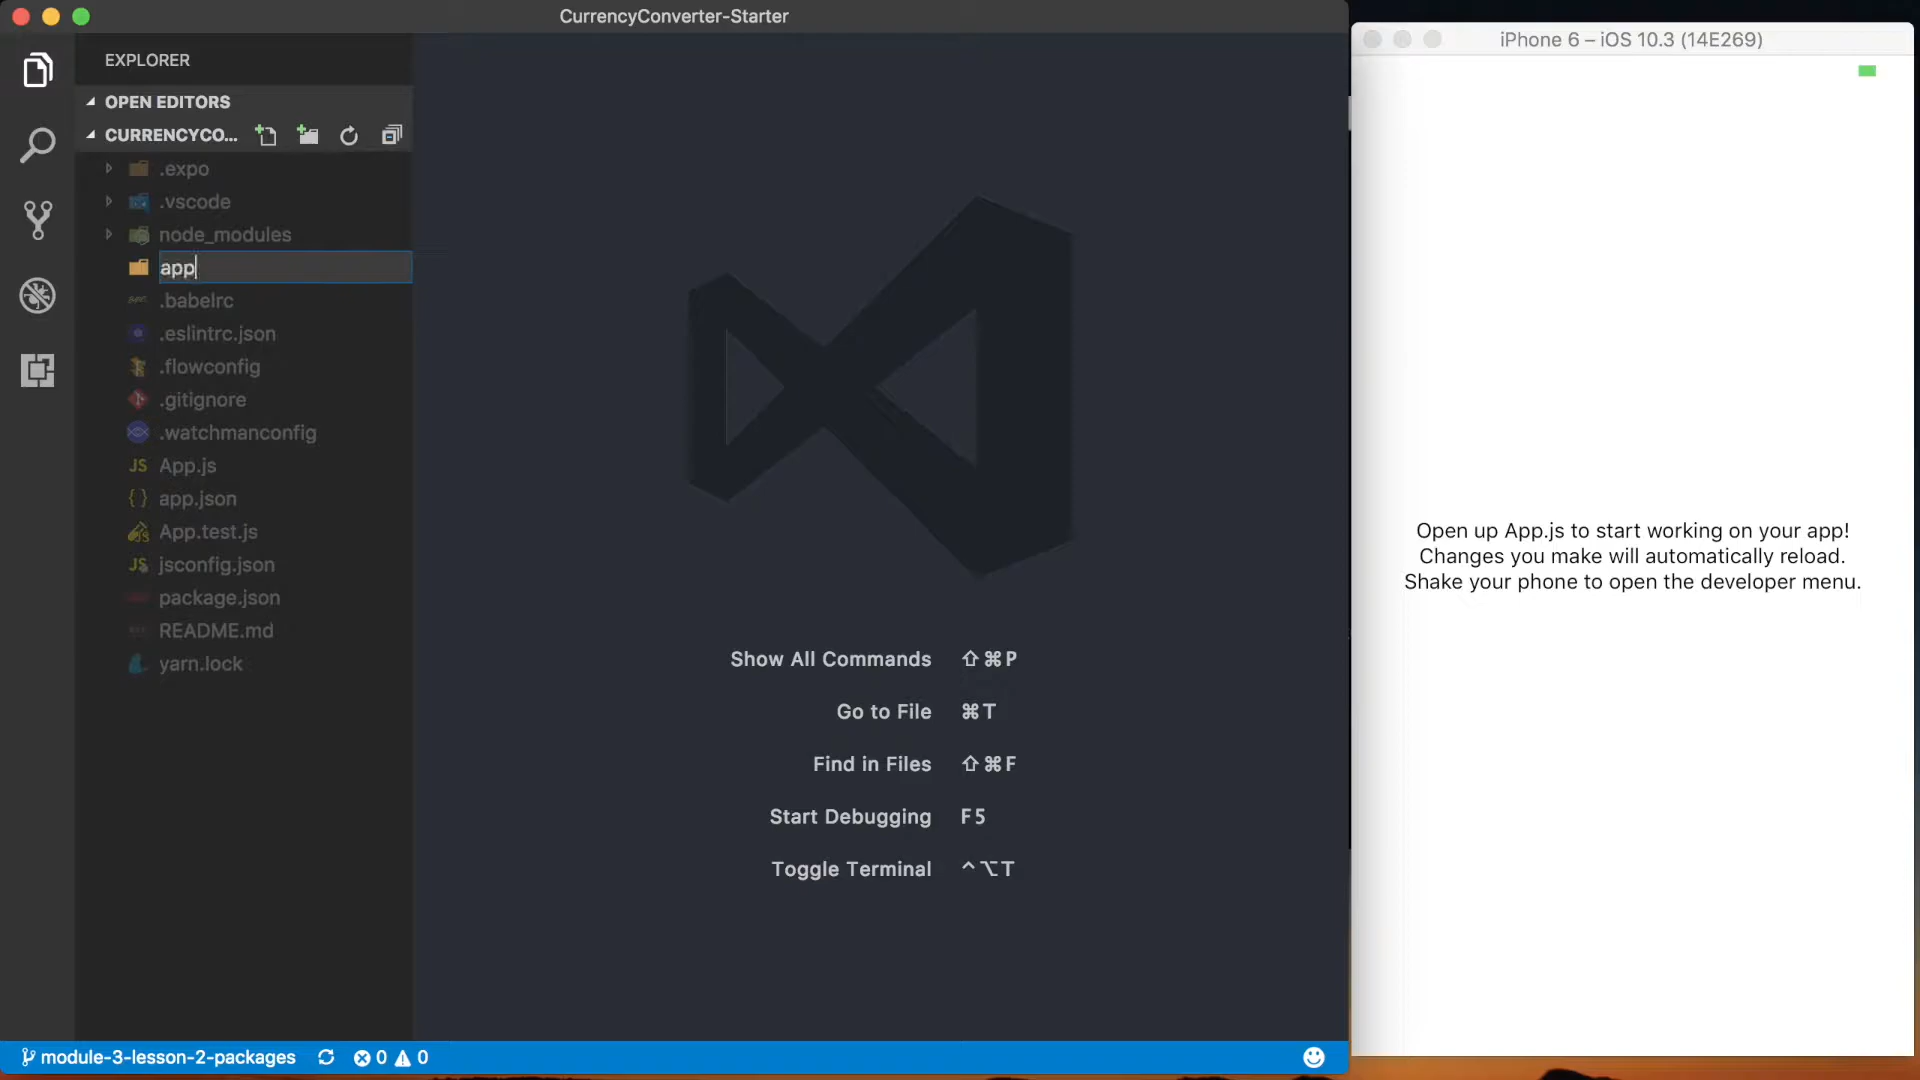 CurrencyConverter-Starter
EXPLORER
OPEN EDITORS
CURRENCYCO...
.expo
.vscode
node_modules
app
.babelrc
.eslintrc.json
.flowconfig
.gitignore
.watchmanconfig
JS App.js
{ } app.json
App.test.js
JS jsconfig.json
package.json
README.md
yarn.lock
Show All Commands ⇧⌘P
Go to File ⌘T
Find in Files ⇧⌘F
Start Debugging F5
Toggle Terminal ^⌥T
module-3-lesson-2-packages 0 0
iPhone 6 – iOS 10.3 (14E269)
Open up App.js to start working on your app!
Changes you make will automatically reload.
Shake your phone to open the developer menu.